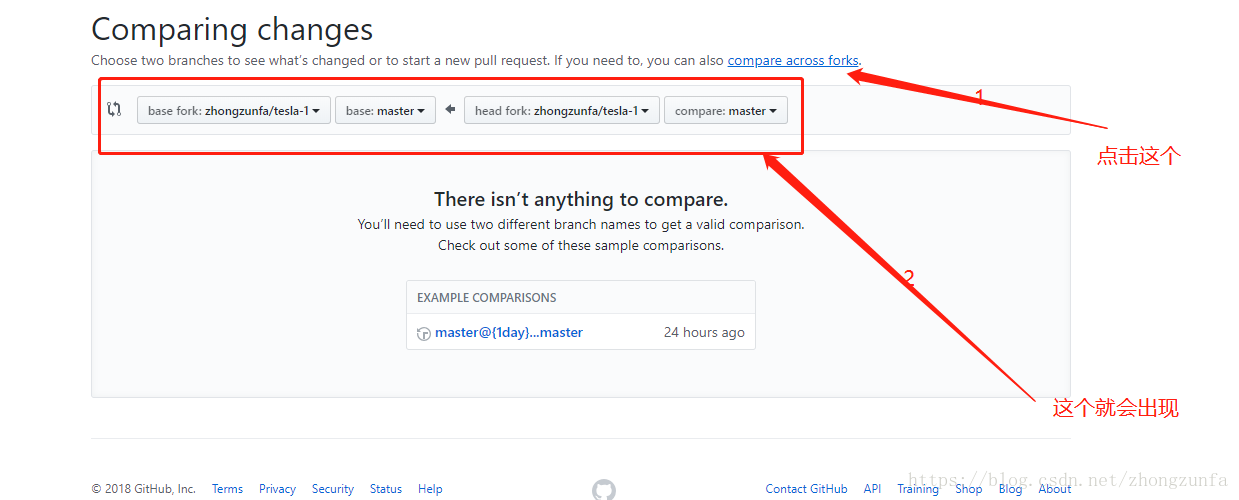 Comparing changes
Choose two branches to see what's changed or to start a new pull request. If you need to, you can also compare across forks.
1
base fork: zhongzunfa/tesla-1 base: master head fork: zhongzunfa/tesla-1 compare: master
点击这个
There isn't anything to compare.
You'll need to use two different branch names to get a valid comparison.
Check out some of these sample comparisons.
2
EXAMPLE COMPARISONS
master@{1day}...master 24 hours ago
这个就会出现
© 2018 GitHub, Inc. Terms Privacy Security Status Help Contact GitHub API Training Shop Blog About
https://blog.csdn.net/zhongzunfa